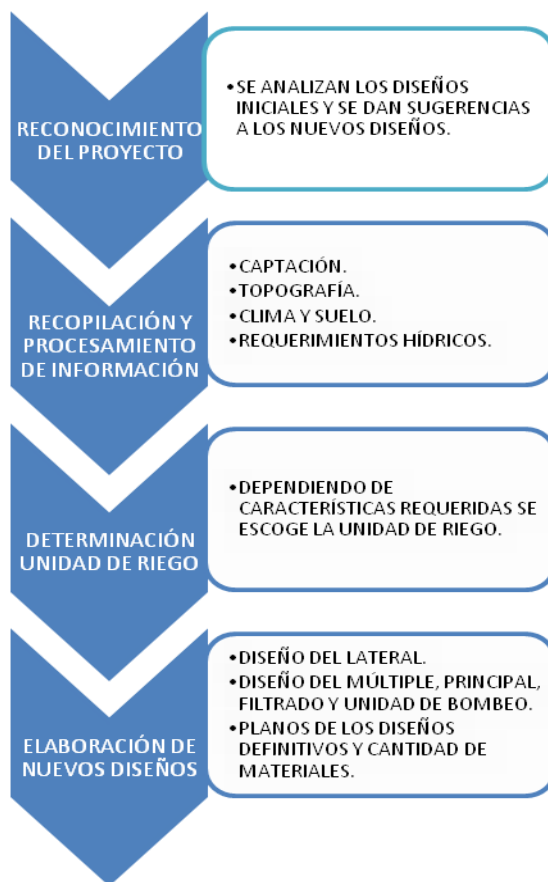 RECONOCIMIENTO
DEL PROYECTO
•SE ANALIZAN LOS DISEÑOS
INICIALES Y SE DAN SUGERENCIAS
A LOS NUEVOS DISEÑOS.
RECOPILACIÓN Y
PROCESAMIENTO
DE INFORMACIÓN
•CAPTACIÓN.
•TOPOGRAFÍA.
•CLIMA Y SUELO.
•REQUERIMIENTOS HÍDRICOS.
DETERMINACIÓN
UNIDAD DE RIEGO
•DEPENDIENDO DE
CARACTERÍSTICAS REQUERIDAS SE
ESCOGE LA UNIDAD DE RIEGO.
ELABORACIÓN DE
NUEVOS DISEÑOS
•DISEÑO DEL LATERAL.
•DISEÑO DEL MÚLTIPLE, PRINCIPAL,
FILTRADO Y UNIDAD DE BOMBEO.
•PLANOS DE LOS DISEÑOS
DEFINITIVOS Y CANTIDAD DE
MATERIALES.